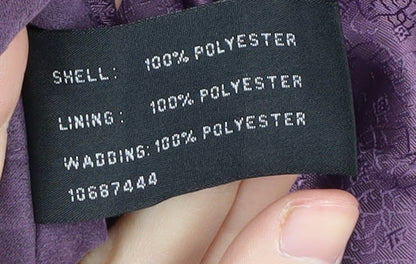 SHELL: 100% POLYESTER
LINING: 100% POLYESTER
WADDING: 100% POLYESTER
10687444